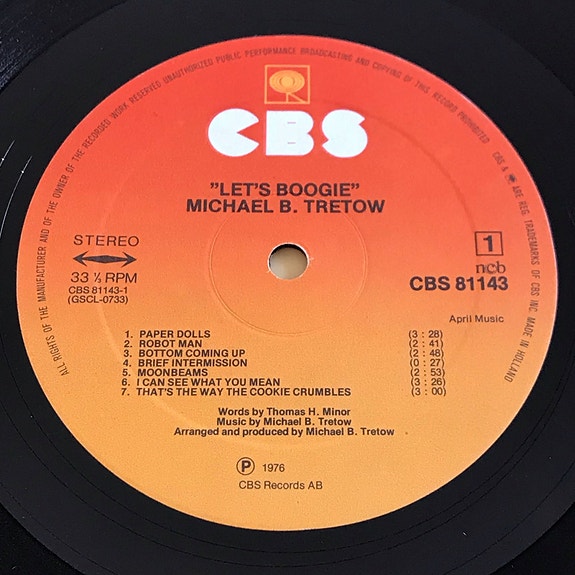 ALL RIGHTS OF THE MANUFACTURER AND OF THE OWNER OF THE RECORDED WORK RESERVED UNAUTHORIZED PUBLIC PERFORMANCE BROADCASTING AND COPYING OF THIS RECORD PROHIBITED
CBS & ARE REG. TRADEMARKS OF CBS INC. MADE IN HOLLAND
CBS
"LET'S BOOGIE"
MICHAEL B. TRETOW
STEREO
33 ⅓ RPM
CBS 81143-1
(GSCL-0733)
1
ncb
CBS 81143
April Music
1. PAPER DOLLS (3 : 28)
2. ROBOT MAN (2 : 41)
3. BOTTOM COMING UP (2 : 48)
4. BRIEF INTERMISSION (0 : 27)
5. MOONBEAMS (2 : 53)
6. I CAN SEE WHAT YOU MEAN (3 : 26)
7. THAT'S THE WAY THE COOKIE CRUMBLES (3 : 00)
Words by Thomas H. Minor
Music by Michael B. Tretow
Arranged and produced by Michael B. Tretow
Ⓟ 1976
CBS Records AB